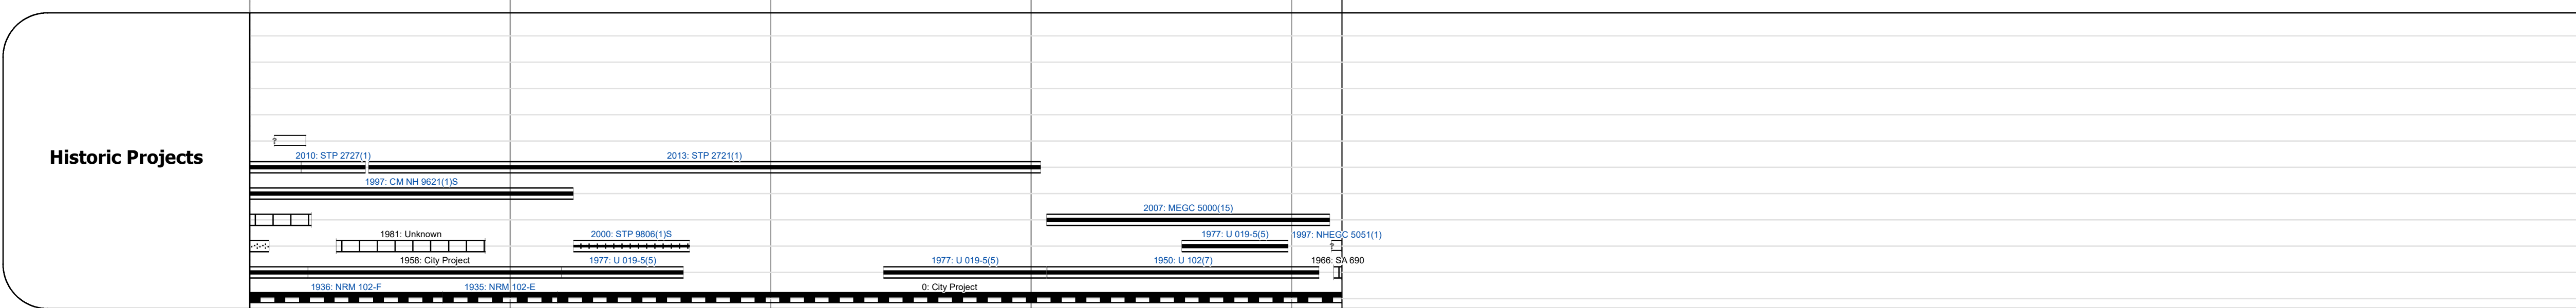 2010: STP 2727(1) 2013: STP 2721(1)
Historic Projects
1997: CM NH 9621(1)S
2007: MEGC 5000(15)
1981: Unknown 2000: STP 9806(1)S 1977: U 019-5(5) 1997: NHEGC 5051(1)
1958: City Project 1977: U 019-5(5) 1977: U 019-5(5) 1950: U 102(7) 1966: SA 690
1936: NRM 102-F 1935: NRM 102-E 0: City Project